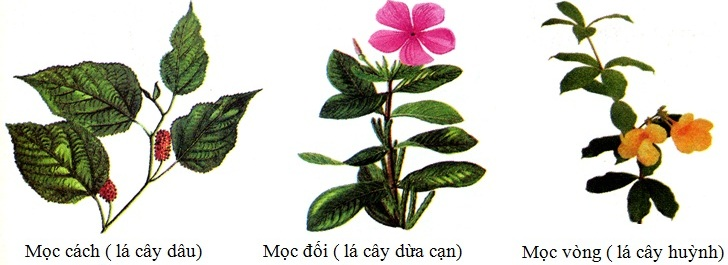 Mọc cách ( lá cây dâu)
Mọc đối ( lá cây dừa cạn)
Mọc vòng ( lá cây huỳnh)